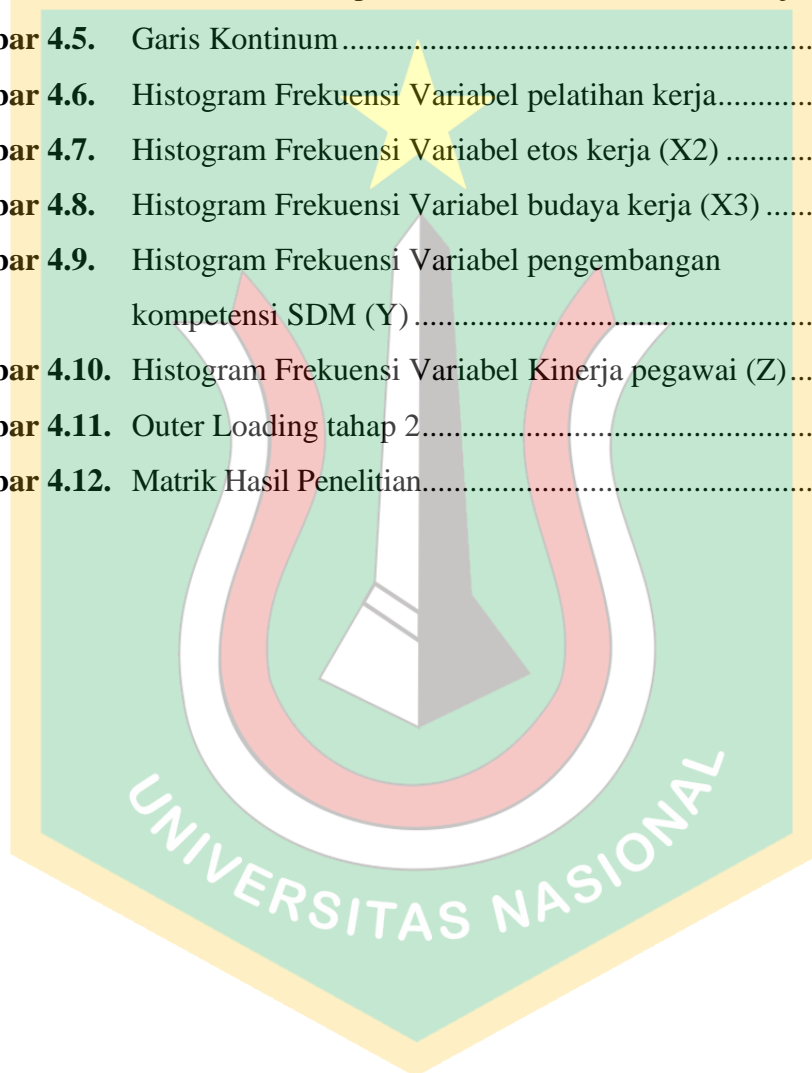 bar 4.5. Garis Kontinum
bar 4.6. Histogram Frekuensi Variabel pelatihan kerja
bar 4.7. Histogram Frekuensi Variabel etos kerja (X2)
bar 4.8. Histogram Frekuensi Variabel budaya kerja (X3)
bar 4.9. Histogram Frekuensi Variabel pengembangan
kompetensi SDM (Y)
bar 4.10. Histogram Frekuensi Variabel Kinerja pegawai (Z)
bar 4.11. Outer Loading tahap 2
bar 4.12. Matrik Hasil Penelitian
UNIVERSITAS NASIONAL